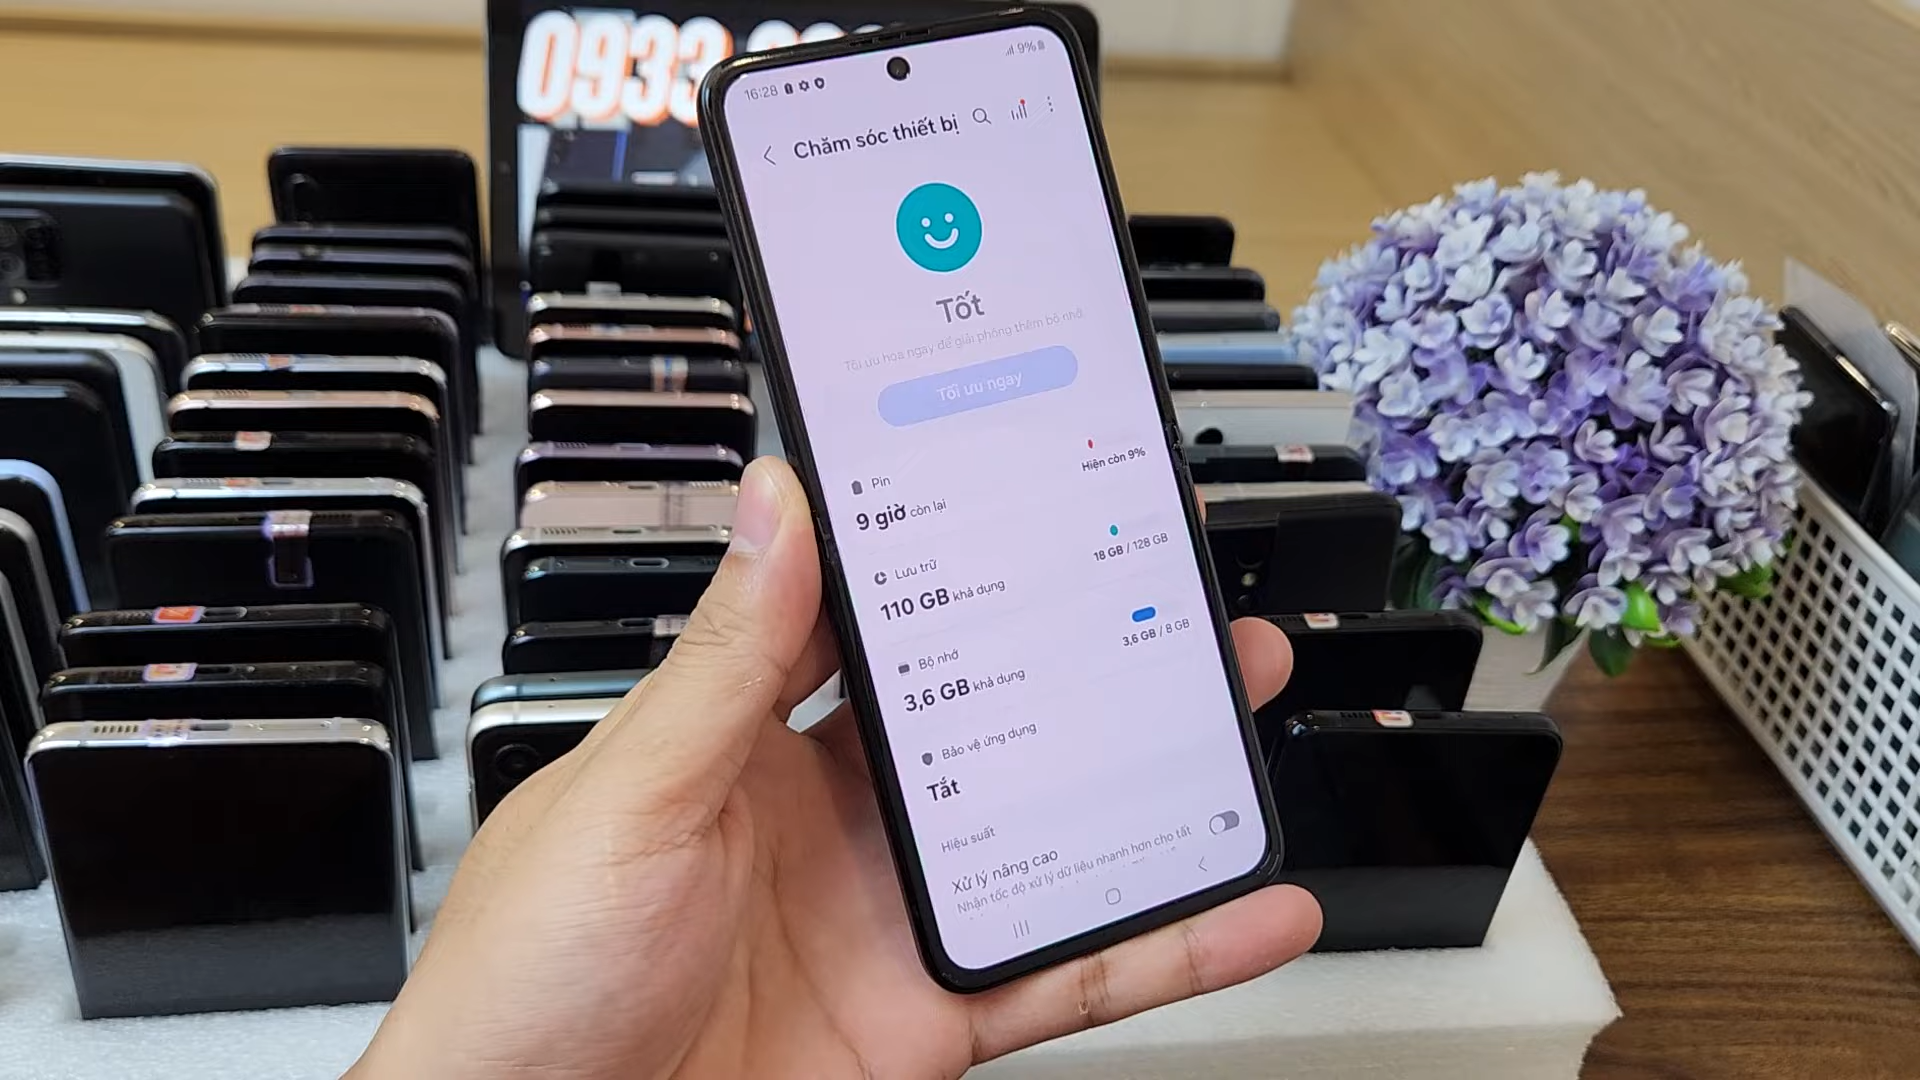 0933
16:28
9%
Chăm sóc thiết bị
Tốt
Tối ưu hóa ngay để giải phóng thêm bộ nhớ.
Tối ưu ngay
Pin
9 giờ còn lại
Hiện còn 9%
Lưu trữ
110 GB khả dụng
18 GB / 128 GB
Bộ nhớ
3,6 GB khả dụng
3,6 GB / 8 GB
Bảo vệ ứng dụng
Tắt
Hiệu suất
Xử lý nâng cao
Nhận tốc độ xử lý dữ liệu nhanh hơn cho tất